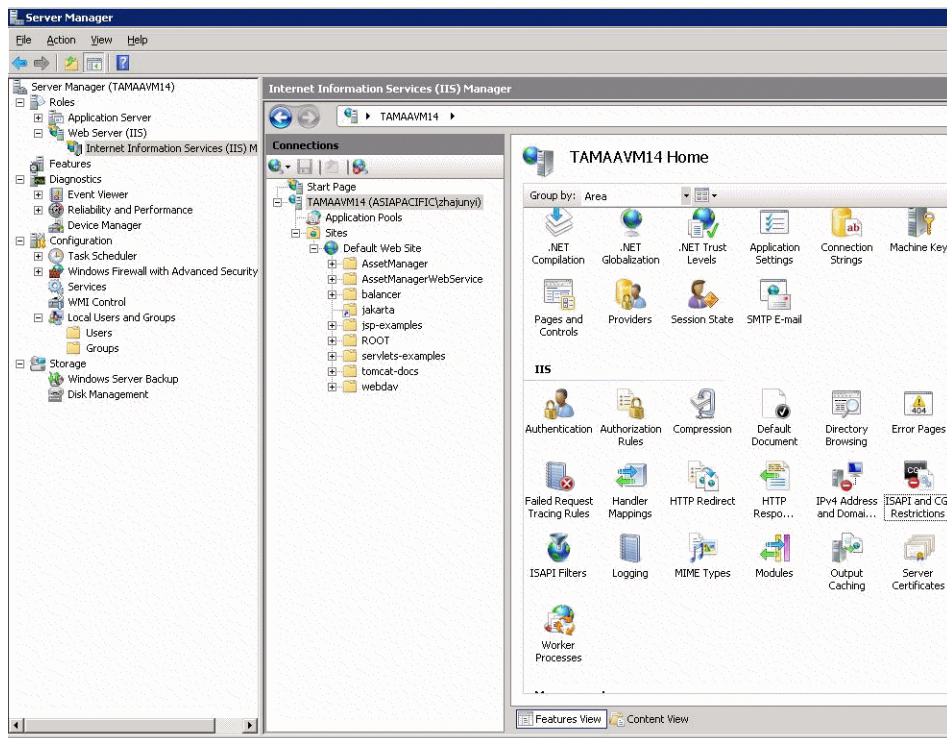 Server Manager
File Action View Help
Server Manager (TAMAAVM14)
Roles
Application Server
Web Server (IIS)
Internet Information Services (IIS) M
Features
Diagnostics
Event Viewer
Reliability and Performance
Device Manager
Configuration
Task Scheduler
Windows Firewall with Advanced Security
Services
WMI Control
Local Users and Groups
Users
Groups
Storage
Windows Server Backup
Disk Management
Internet Information Services (IIS) Manager
TAMAAVM14
Connections
Start Page
TAMAAVM14 (ASIAPACIFIC\zhajunyi)
Application Pools
Sites
Default Web Site
AssetManager
AssetManagerWebService
balancer
jakarta
jsp-examples
ROOT
servlets-examples
tomcat-docs
webdav
TAMAAVM14 Home
Group by: Area
.NET Compilation
.NET Globalization
.NET Trust Levels
Application Settings
ab
Connection Strings
Machine Key
Pages and Controls
Providers
Session State
SMTP E-mail
IIS
Authentication
Authorization Rules
Compression
Default Document
Directory Browsing
404
Error Pages
Failed Request Tracing Rules
Handler Mappings
HTTP Redirect
HTTP Respo...
IPv4 Address and Domai...
CGI
ISAPI and CG Restrictions
ISAPI Filters
Logging
MIME Types
Modules
Output Caching
Server Certificates
Worker Processes
Features View
Content View